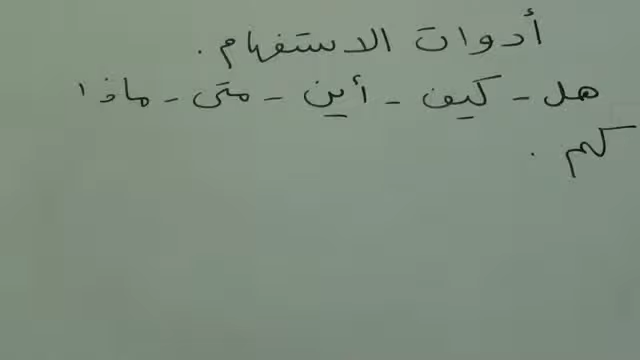 أدوات الاستفهام .
هل - كيف - أين - متى - ماذا
كم .